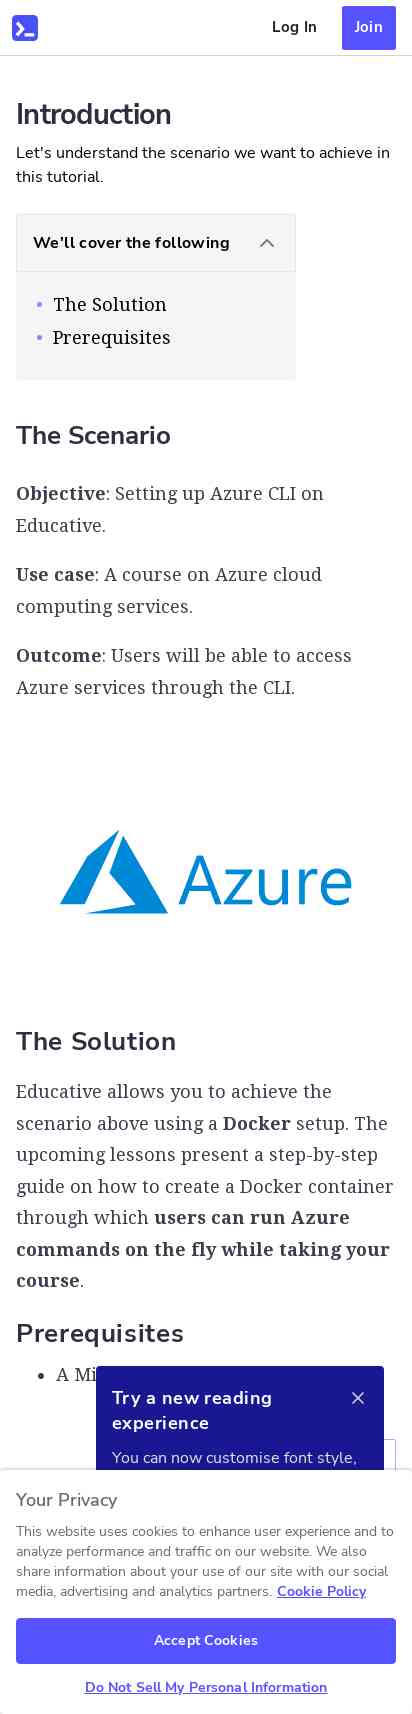 Log In
Join
Introduction
Let's understand the scenario we want to achieve in
this tutorial.
We'll cover the following
The Solution
Prerequisites
The Scenario
Objective: Setting up Azure CLI on
Educative.
Use case: A course on Azure cloud
computing services.
Outcome: Users will be able to access
Azure services through the CLI.
Azure
The Solution
Educative allows you to achieve the
scenario above using a Docker setup. The
upcoming lessons present a step-by-step
guide on how to create a Docker container
through which users can run Azure
commands on the fly while taking your
course.
Prerequisites
A
Try a new reading
experience
You can now customise font style,
Your Privacy
This website uses cookies to enhance user experience and to
analyze performance and traffic on our website. We also
share information about your use of our site with our social
media, advertising and analytics partners. Cookie Policy
Accept Cookies
Do Not Sell My Personal Information